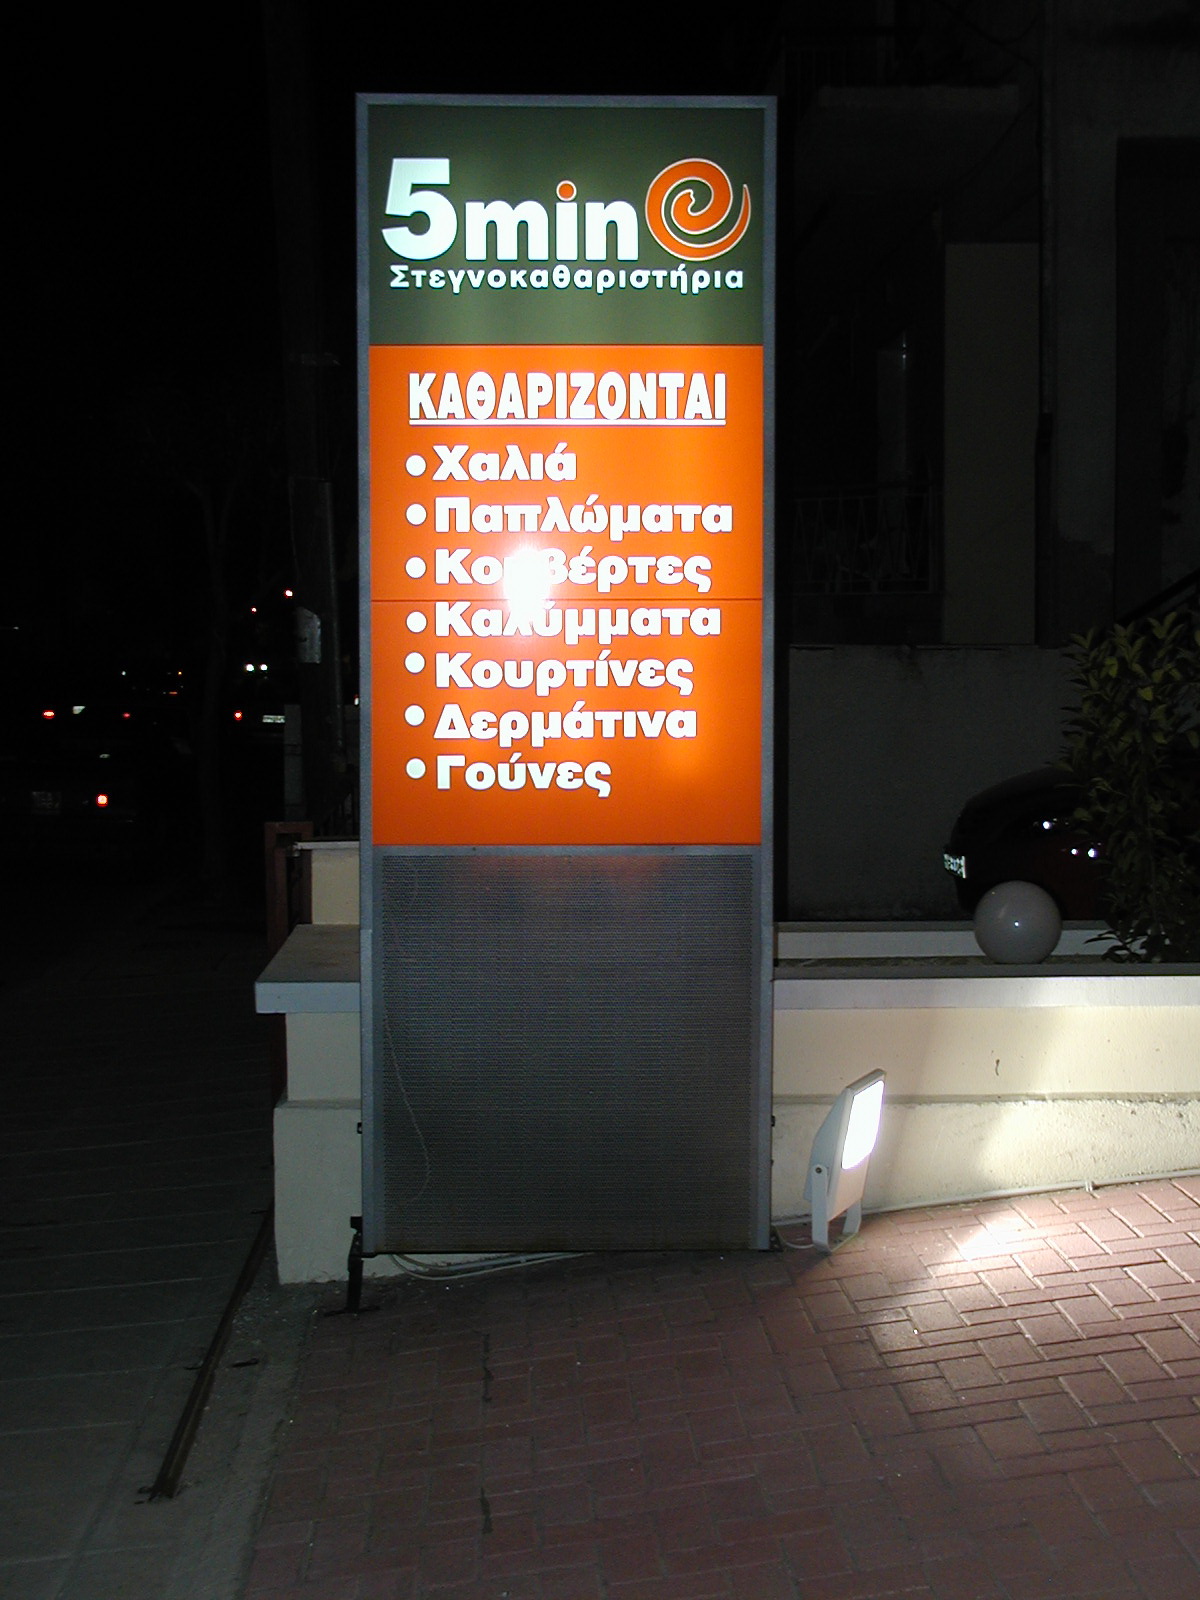 5min
Στεγνοκαθαριστήρια
ΚΑΘΑΡΙΖΟΝΤΑΙ
• Χαλιά
• Παπλώματα
• Κουβέρτες
• Καλύμματα
• Κουρτίνες
• Δερμάτινα
• Γούνες